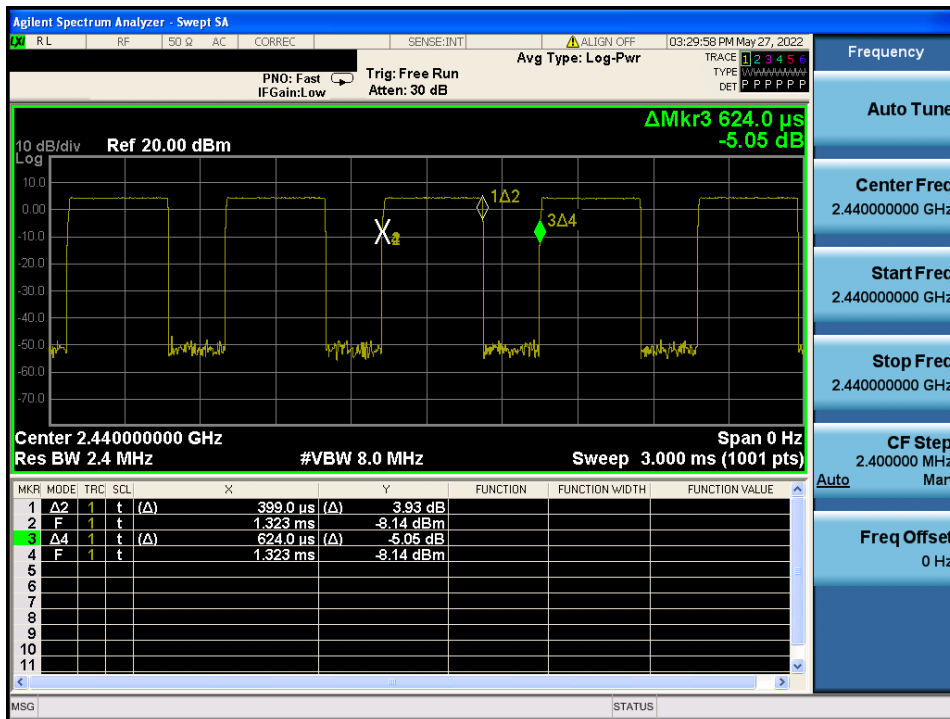 Agilent Spectrum Analyzer - Swept SA
LXI RL RF 50 Ω AC CORREC SENSE:INT ALIGN OFF 03:29:58 PM May 27, 2022
PNO: Fast
IFGain:Low
Trig: Free Run
Atten: 30 dB
Avg Type: Log-Pwr
TRACE 1 2 3 4 5 6
TYPE
DET P P P P P P
ΔMkr3 624.0 µs
-5.05 dB
10 dB/div
Log
Ref 20.00 dBm
10.0
0.00
-10.0
-20.0
-30.0
-40.0
-50.0
-60.0
-70.0
1Δ2
3Δ4
Center 2.440000000 GHz
Span 0 Hz
Res BW 2.4 MHz
#VBW 8.0 MHz
Sweep 3.000 ms (1001 pts)
MKR MODE TRC SCL X Y FUNCTION FUNCTION WIDTH FUNCTION VALUE
1 Δ2 1 t (Δ) 399.0 µs (Δ) 3.93 dB
2 F 1 t 1.323 ms -8.14 dBm
3 Δ4 1 t (Δ) 624.0 µs (Δ) -5.05 dB
4 F 1 t 1.323 ms -8.14 dBm
5
6
7
8
9
10
11
MSG
STATUS
Frequency
Auto Tune
Center Freq
2.440000000 GHz
Start Freq
2.440000000 GHz
Stop Freq
2.440000000 GHz
CF Step
2.400000 MHz
Auto Man
Freq Offset
0 Hz